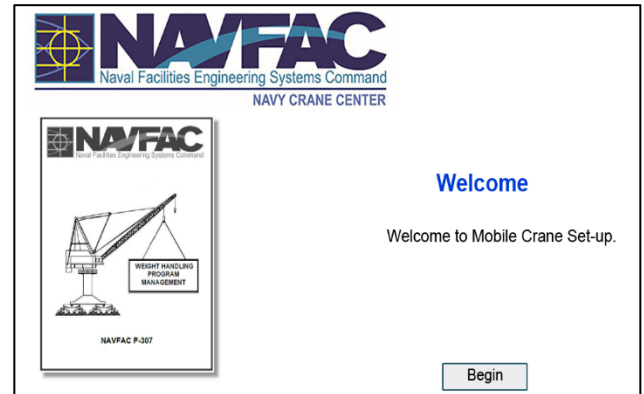 NAVFAC
Naval Facilities Engineering Systems Command
NAVY CRANE CENTER
NAVFAC
Naval Facilities Engineering Systems Command
WEIGHT HANDLING
PROGRAM
MANAGEMENT
NAVFAC P-307
Welcome
Welcome to Mobile Crane Set-up.
Begin